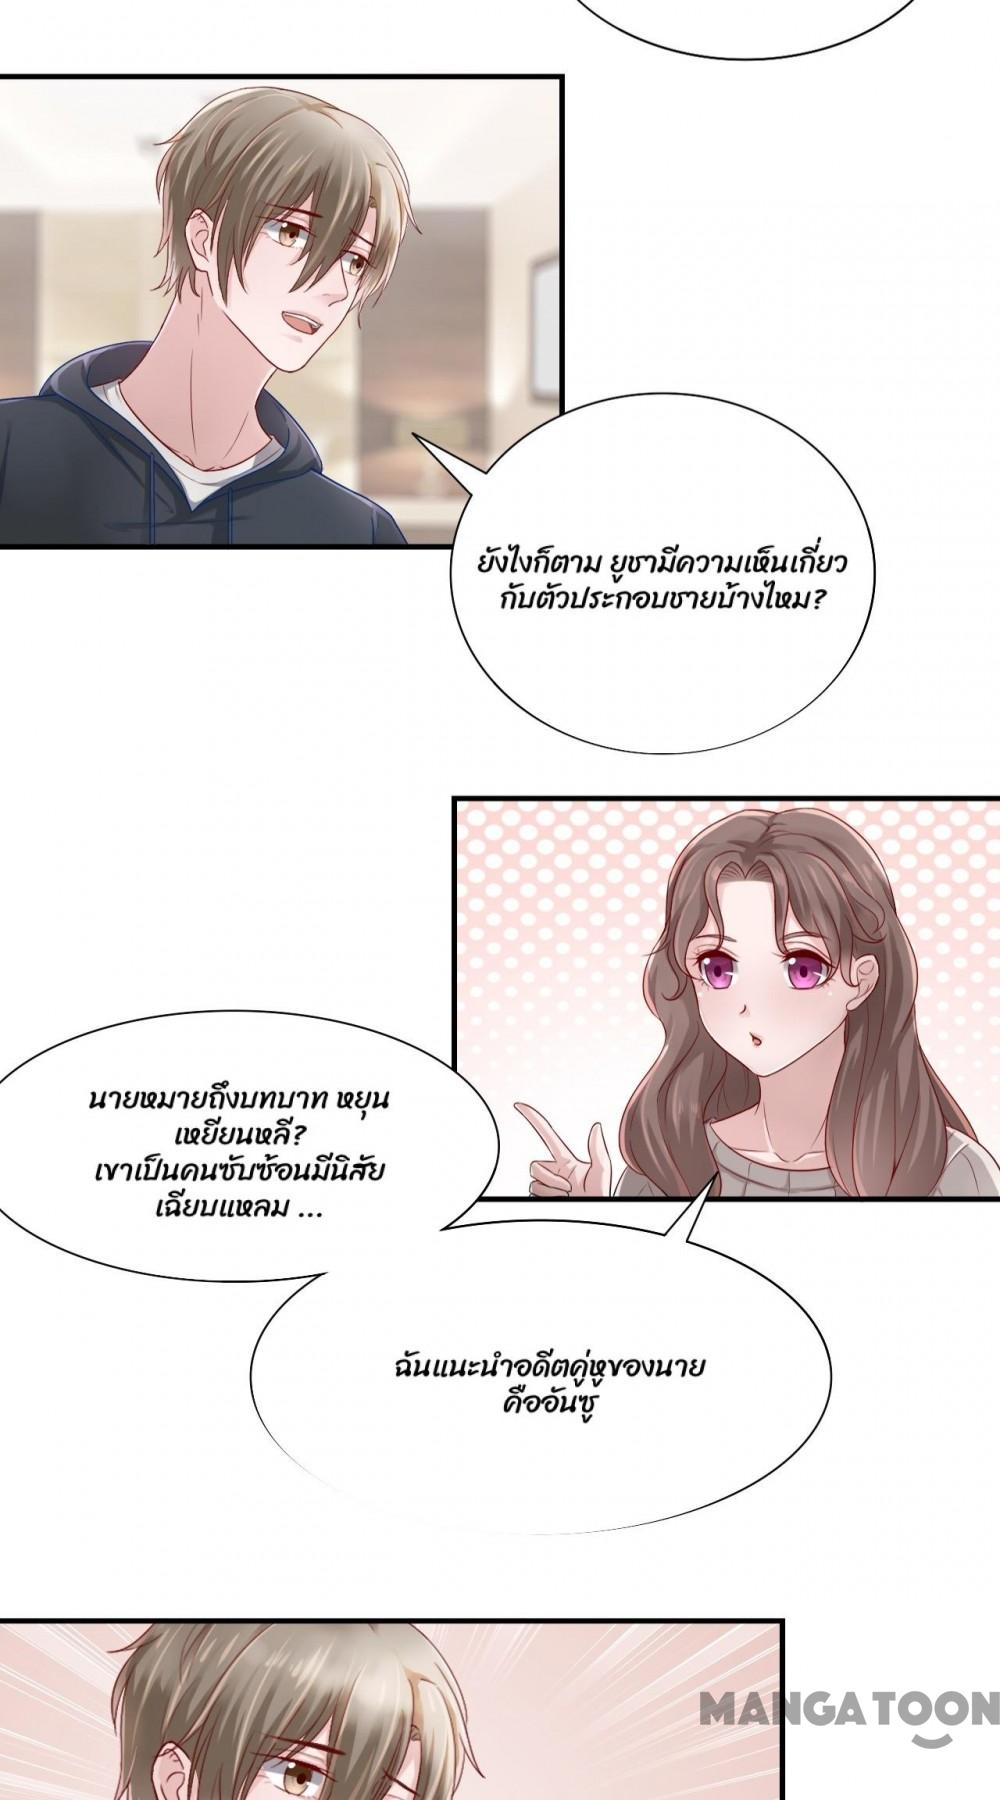 ยังไงก็ตาม ยูชามีความเห็นเกี่ยว
กับตัวประกอบชายบ้างไหม?
นายหมายถึงบทบาท หยุน
เหยียนหลี?
เขาเป็นคนซับซ้อนมีนิสัย
เฉียบแหลม ...
ฉันแนะนำอดีตคู่หูของนาย
คืออันซู
MANGATOON